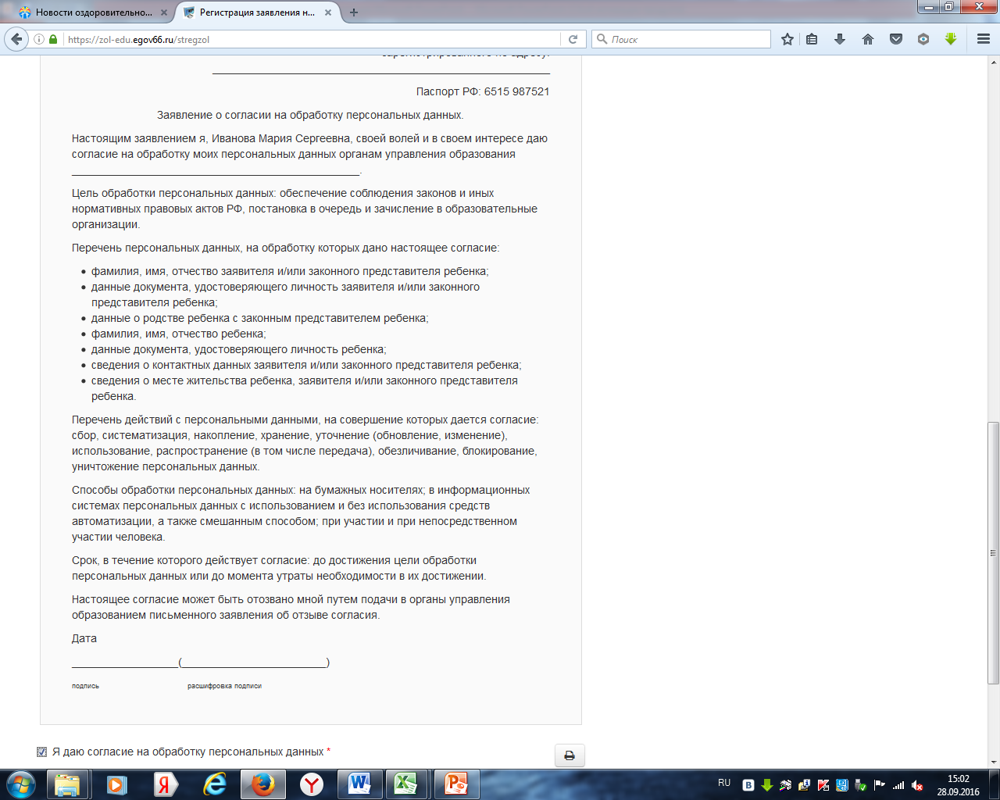 Новости оздоровительно...
Регистрация заявления н...
https://zol-edu.egov66.ru/stregzol
Поиск
зарегистрированного по адресу:
Паспорт РФ: 6515 987521
Заявление о согласии на обработку персональных данных.
Настоящим заявлением я, Иванова Мария Сергеевна, своей волей и в своем интересе даю
согласие на обработку моих персональных данных органам управления образования
______________________________________________.
Цель обработки персональных данных: обеспечение соблюдения законов и иных
нормативных правовых актов РФ, постановка в очередь и зачисление в образовательные
организации.
Перечень персональных данных, на обработку которых дано настоящее согласие:
• фамилия, имя, отчество заявителя и/или законного представителя ребенка;
• данные документа, удостоверяющего личность заявителя и/или законного
представителя ребенка;
• данные о родстве ребенка с законным представителем ребенка;
• фамилия, имя, отчество ребенка;
• данные документа, удостоверяющего личность ребенка;
• сведения о контактных данных заявителя и/или законного представителя ребенка;
• сведения о месте жительства ребенка, заявителя и/или законного представителя
ребенка.
Перечень действий с персональными данными, на совершение которых дается согласие:
сбор, систематизация, накопление, хранение, уточнение (обновление, изменение),
использование, распространение (в том числе передача), обезличивание, блокирование,
уничтожение персональных данных.
Способы обработки персональных данных: на бумажных носителях; в информационных
системах персональных данных с использованием и без использования средств
автоматизации, а также смешанным способом; при участии и при непосредственном
участии человека.
Срок, в течение которого действует согласие: до достижения цели обработки
персональных данных или до момента утраты необходимости в их достижении.
Настоящее согласие может быть отозвано мной путем подачи в органы управления
образованием письменного заявления об отзыве согласия.
Дата
_________________(_______________________)
подпись расшифровка подписи
Я даю согласие на обработку персональных данных *
RU
15:02
28.09.2016